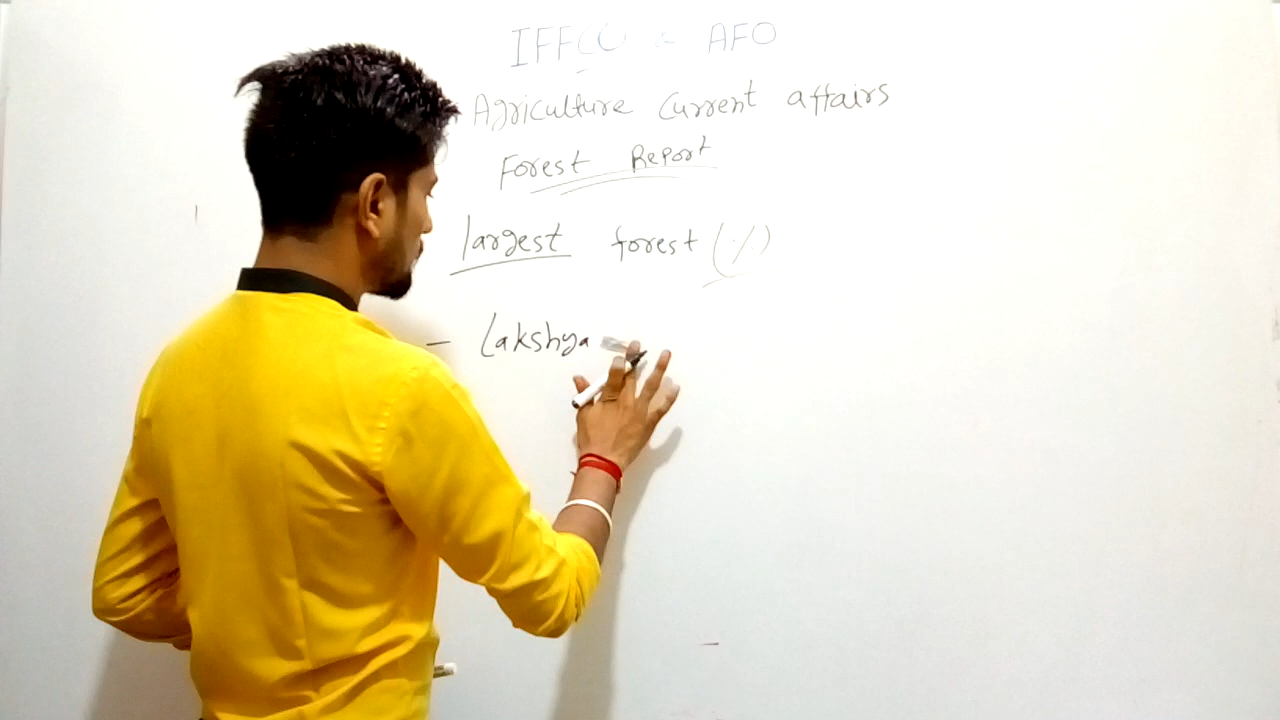 IFFCO & AFO
Agriculture current affairs
Forest Report
largest forest (%)
- Lakshya